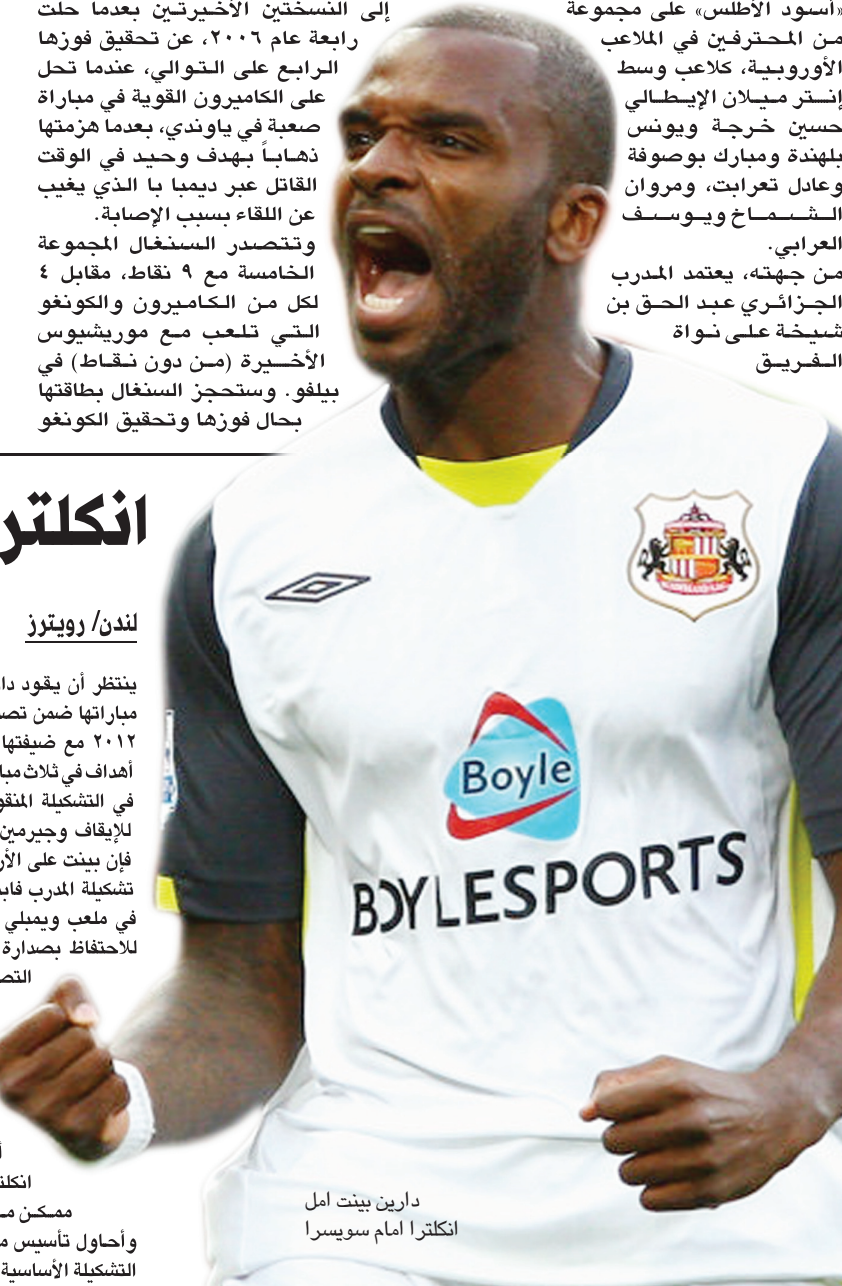 «أسود الأطلس» على مجموعة
من المحترفين في الملاعب
الأوروبية، كلاعب وسط
إنتر ميلان الإيطالي
حسين خرجة ويونس
بلهندة ومبارك بوصوفة
وعادل تعرابت، ومروان
الشماخ ويوسف
العرابي.
من جهته، يعتمد المدرب
الجزائري عبد الحق بن
شيخة على نواة
الفريق
إلى النسختين الأخيرتين بعدما حلت
رابعة عام ٢٠٠٦، عن تحقيق فوزها
الرابع على التوالي، عندما تحل
على الكاميرون القوية في مباراة
صعبة في ياوندي، بعدما هزمتها
ذهاباً بهدف وحيد في الوقت
القاتل عبر ديمبا با الذي يغيب
عن اللقاء بسبب الإصابة.
وتتصدر السنغال المجموعة
الخامسة مع ٩ نقاط، مقابل ٤
لكل من الكاميرون والكونغو
التي تلعب مع موريشيوس
الأخيرة (من دون نقاط) في
بيلفو. وستحجز السنغال بطاقتها
بحال فوزها وتحقيق الكونغو
انكلتر
لندن/ رويترز
ينتظر أن يقود دا
مباراتها ضمن تص
٢٠١٢ مع ضيفتها
أهداف في ثلاث مبا
في التشكيلة المنقو
للإيقاف وجيرمين
فإن بينت على الأر
تشكيلة المدرب فاب
في ملعب ويمبلي
للاحتفاظ بصدارة
التص
أ
انكلت
ممكن م
وأحاول تأسيس م
التشكيلة الأساسية
Boyle
BOYLESPORTS
دارين بينت امل
انكلترا امام سويسرا